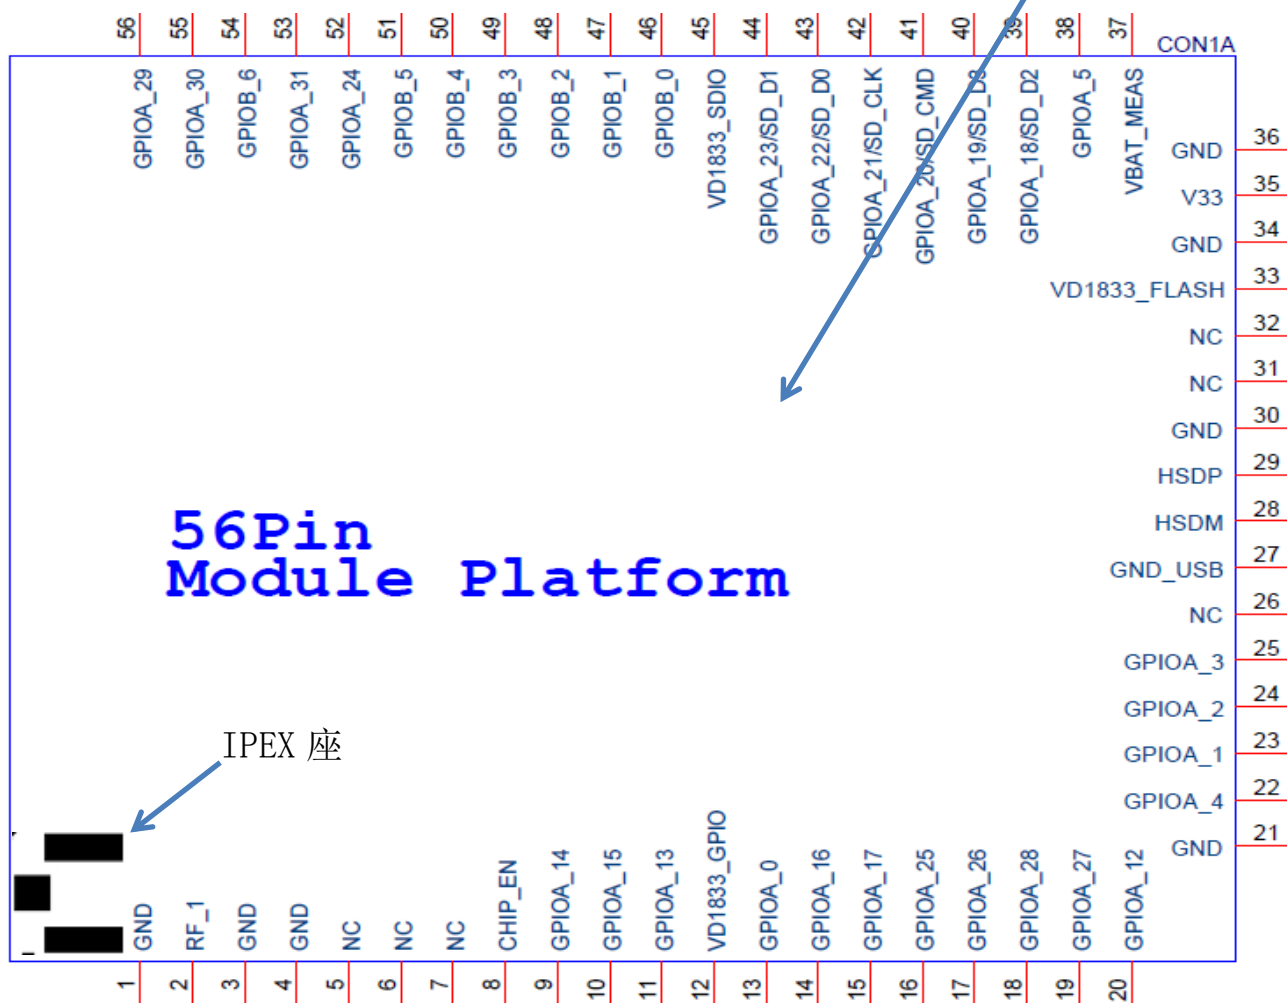 56
55
54
53
52
51
50
49
48
47
46
45
44
43
42
41
40
39
38
37
CON1A
GPIOA_29
GPIOA_30
GPIOB_6
GPIOA_31
GPIOA_24
GPIOB_5
GPIOB_4
GPIOB_3
GPIOB_2
GPIOB_1
GPIOB_0
VD1833_SDIO
GPIOA_23/SD_D1
GPIOA_22/SD_D0
GPIOA_21/SD_CLK
GPIOA_20/SD_CMD
GPIOA_19/SD_D3
GPIOA_18/SD_D2
GPIOA_5
VBAT_MEAS
GND 36
V33 35
GND 34
VD1833_FLASH 33
NC 32
NC 31
GND 30
HSDP 29
HSDM 28
GND_USB 27
NC 26
GPIOA_3 25
GPIOA_2 24
GPIOA_1 23
GPIOA_4 22
GND 21
56Pin
Module Platform
IPEX 座
GND
RF_1
GND
GND
NC
NC
NC
CHIP_EN
GPIOA_14
GPIOA_15
GPIOA_13
VD1833_GPIO
GPIOA_0
GPIOA_16
GPIOA_17
GPIOA_25
GPIOA_26
GPIOA_28
GPIOA_27
GPIOA_12
1
2
3
4
5
6
7
8
9
10
11
12
13
14
15
16
17
18
19
20